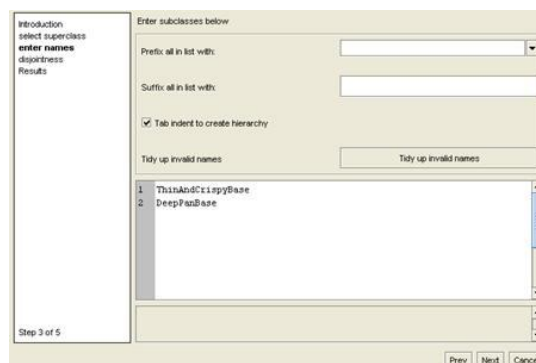 Introduction
select superclass
enter names
disjointness
Results
Step 3 of 5
Enter subclasses below
Prefix all in list with:
Suffix all in list with:
Tab indent to create hierarchy
Tidy up invalid names
Tidy up invalid names
1 ThinAndCrispyBase
2 DeepPanBase
Prev Next Cance